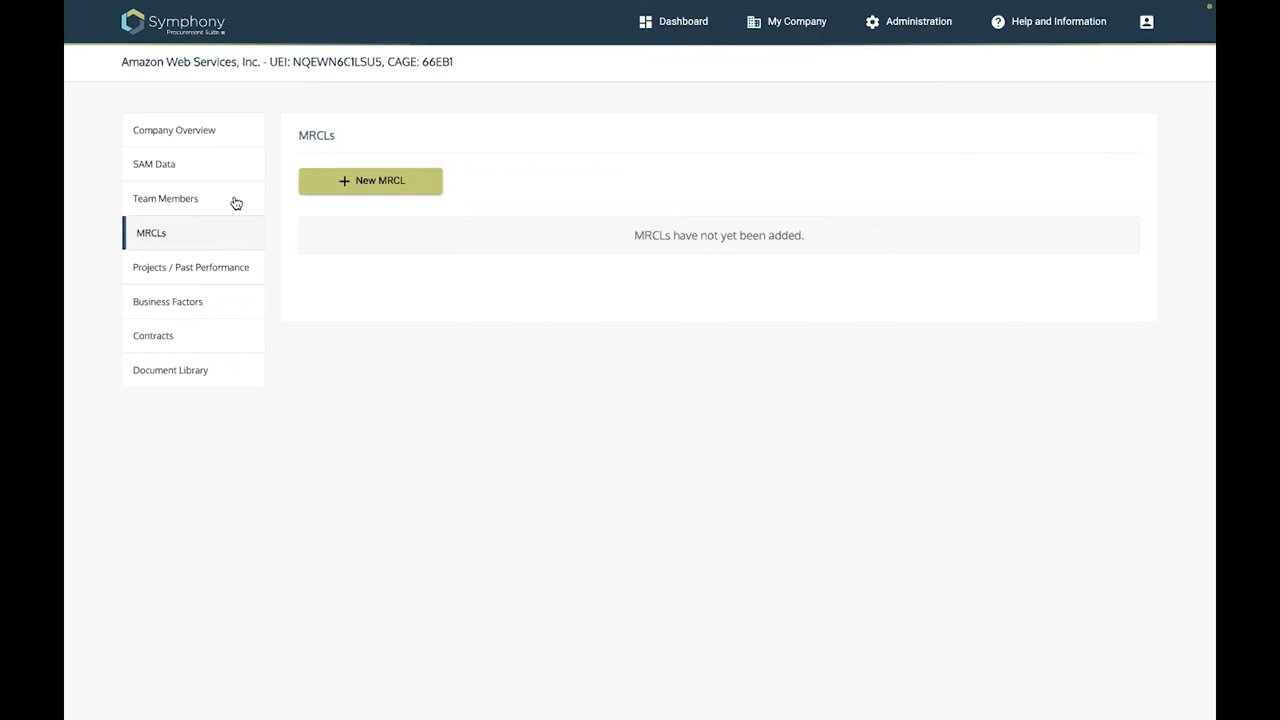 Symphony
Procurement Suite
Dashboard
My Company
Administration
Help and Information
Amazon Web Services, Inc. - UEI: NQEWN6C1LSU5, CAGE: 66EB1
Company Overview
SAM Data
Team Members
MRCLs
Projects / Past Performance
Business Factors
Contracts
Document Library
MRCLs
+ New MRCL
MRCLs have not yet been added.